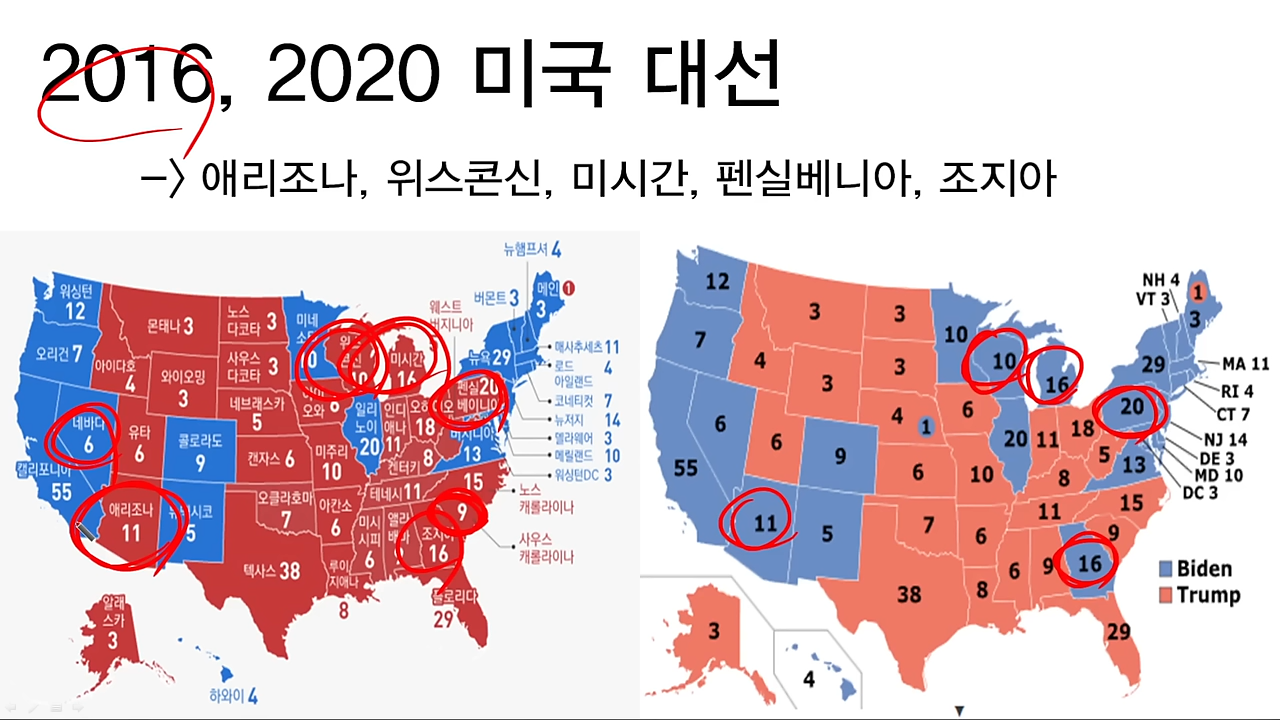 2016, 2020 미국 대선
-> 애리조나, 위스콘신, 미시간, 펜실베니아, 조지아
뉴햄프셔 4
버몬트 3
메인 1
3
워싱턴
12
오리건 7
몬태나 3
아이다호
4
와이오밍
3
노스
다코타 3
사우스
다코타 3
네브래스카
5
미네
웨스트
버지니아
미시간
16
뉴욕 29
매사추세츠 11
로드
아일랜드 4
코네티컷 7
뉴저지 14
델라웨어 3
메릴랜드 10
워싱턴DC 3
네바다
6
유타
6
콜로라도
9
캘리포니아
55
애리조나
11
5
캔자스 6
오클라호마
7
텍사스 38
미주리
10
아칸소
6
일리
노이
20
인디
애나
11
18
켄터키 8
테네시 11
미시
시피
6
루이
지애나
8
13
15
노스
캐롤라이나
9
사우스
캐롤라이나
16
플로리다
29
알래
스카
3
하와이 4
12
7
4
3
3
3
3
4
1
6
6
9
55
11
5
6
7
38
10
6
10
6
8
10
20
11
18
16
5
8
11
6
9
16
9
15
13
20
29
3
1
29
3
4
NH 4
VT 3
MA 11
RI 4
CT 7
NJ 14
DE 3
MD 10
DC 3
Biden
Trump